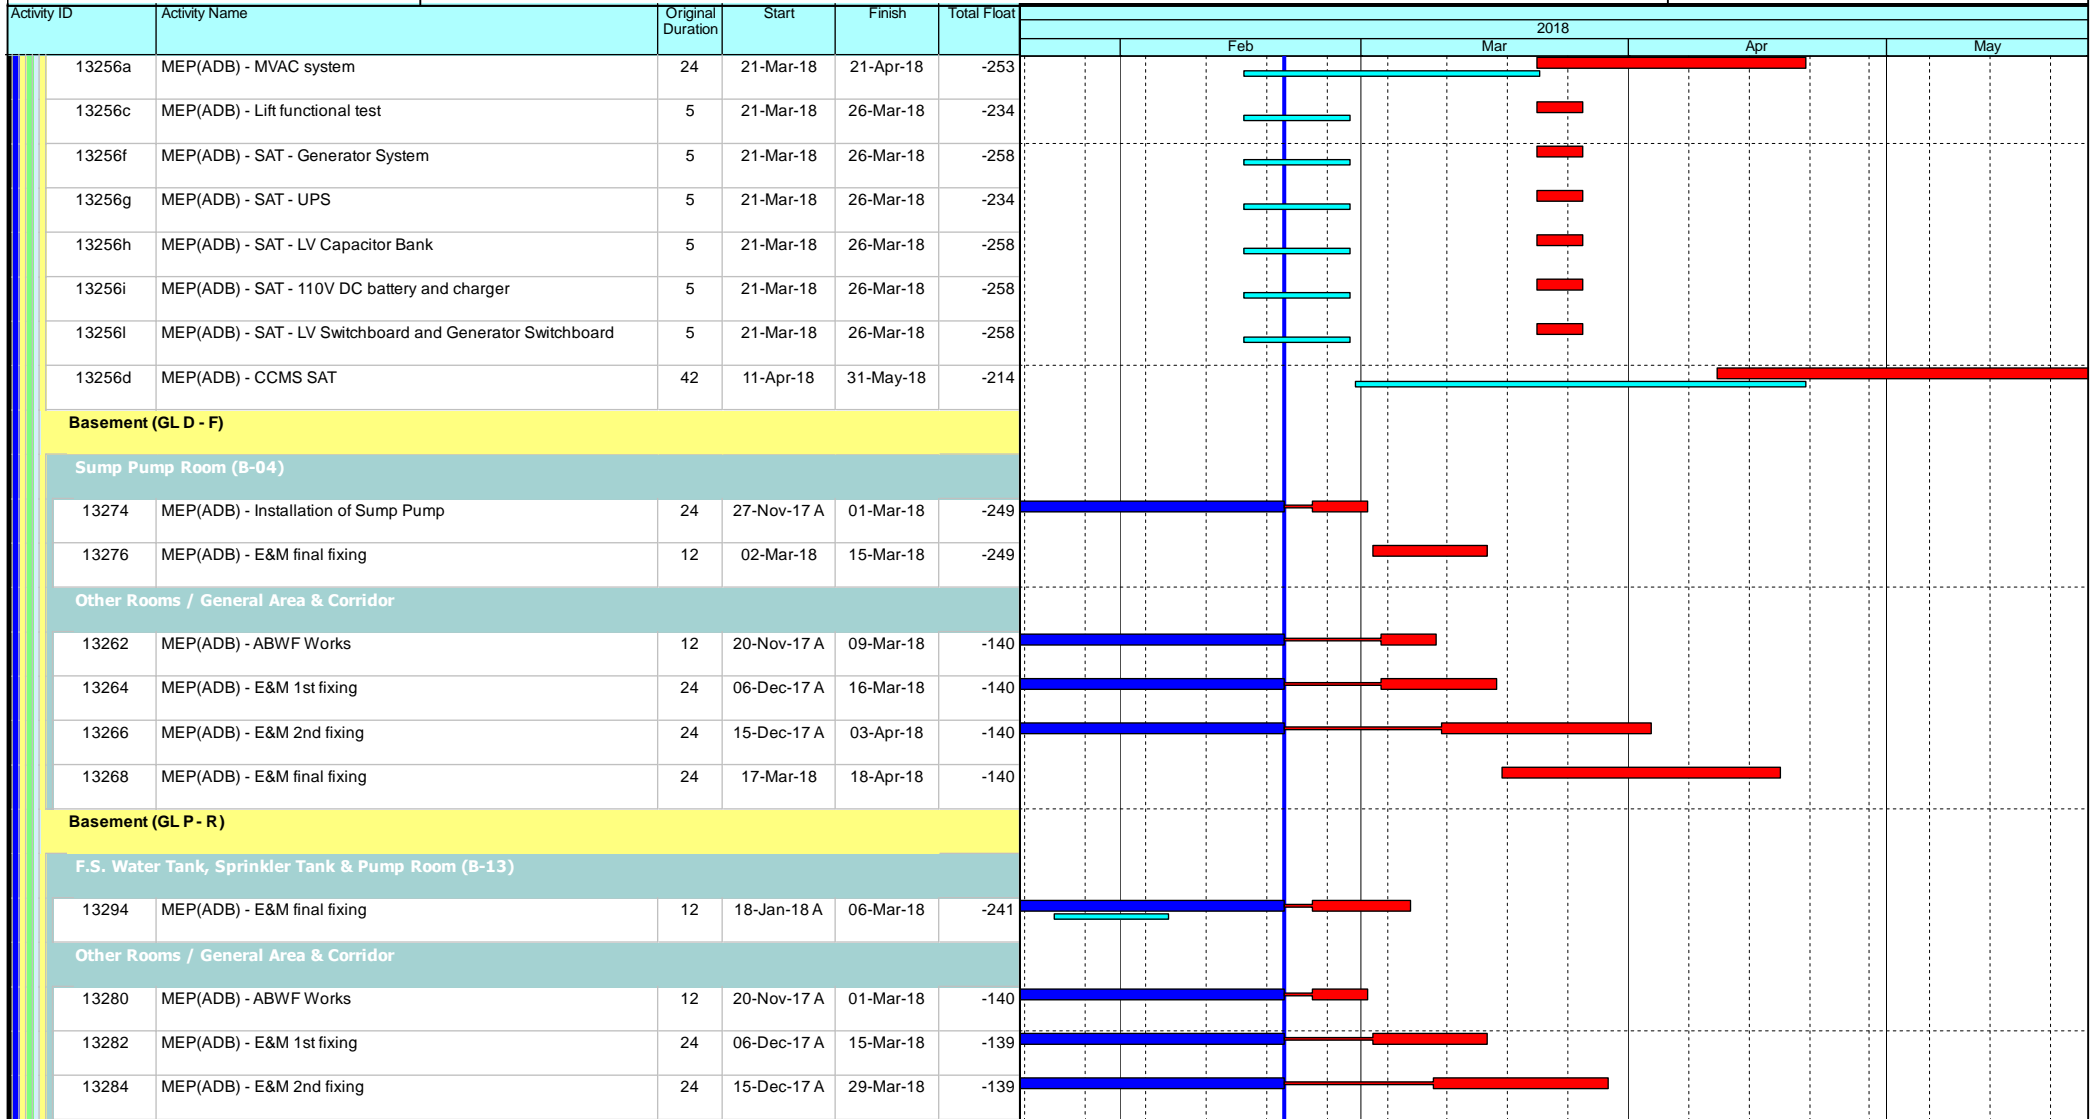 Activity ID Activity Name Original Duration Start Finish Total Float
2018
Feb Mar Apr May
13256a MEP(ADB) - MVAC system 24 21-Mar-18 21-Apr-18 -253
13256c MEP(ADB) - Lift functional test 5 21-Mar-18 26-Mar-18 -234
13256f MEP(ADB) - SAT - Generator System 5 21-Mar-18 26-Mar-18 -258
13256g MEP(ADB) - SAT - UPS 5 21-Mar-18 26-Mar-18 -234
13256h MEP(ADB) - SAT - LV Capacitor Bank 5 21-Mar-18 26-Mar-18 -258
13256i MEP(ADB) - SAT - 110V DC battery and charger 5 21-Mar-18 26-Mar-18 -258
13256l MEP(ADB) - SAT - LV Switchboard and Generator Switchboard 5 21-Mar-18 26-Mar-18 -258
13256d MEP(ADB) - CCMS SAT 42 11-Apr-18 31-May-18 -214
Basement (GL D - F)
Sump Pump Room (B-04)
13274 MEP(ADB) - Installation of Sump Pump 24 27-Nov-17 A 01-Mar-18 -249
13276 MEP(ADB) - E&M final fixing 12 02-Mar-18 15-Mar-18 -249
Other Rooms / General Area & Corridor
13262 MEP(ADB) - ABWF Works 12 20-Nov-17 A 09-Mar-18 -140
13264 MEP(ADB) - E&M 1st fixing 24 06-Dec-17 A 16-Mar-18 -140
13266 MEP(ADB) - E&M 2nd fixing 24 15-Dec-17 A 03-Apr-18 -140
13268 MEP(ADB) - E&M final fixing 24 17-Mar-18 18-Apr-18 -140
Basement (GL P - R)
F.S. Water Tank, Sprinkler Tank & Pump Room (B-13)
13294 MEP(ADB) - E&M final fixing 12 18-Jan-18 A 06-Mar-18 -241
Other Rooms / General Area & Corridor
13280 MEP(ADB) - ABWF Works 12 20-Nov-17 A 01-Mar-18 -140
13282 MEP(ADB) - E&M 1st fixing 24 06-Dec-17 A 15-Mar-18 -139
13284 MEP(ADB) - E&M 2nd fixing 24 15-Dec-17 A 29-Mar-18 -139